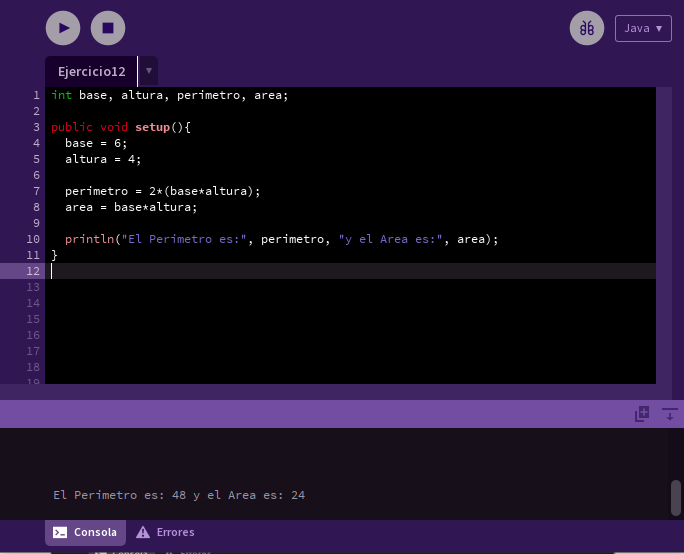 Java ▾
Ejercicio12 ▾
1 int base, altura, perimetro, area;
2
3 public void setup(){
4 base = 6;
5 altura = 4;
6
7 perimetro = 2*(base*altura);
8 area = base*altura;
9
10 println("El Perimetro es:", perimetro, "y el Area es:", area);
11 }
12
13
14
15
16
17
18
19
El Perimetro es: 48 y el Area es: 24
Consola Errores